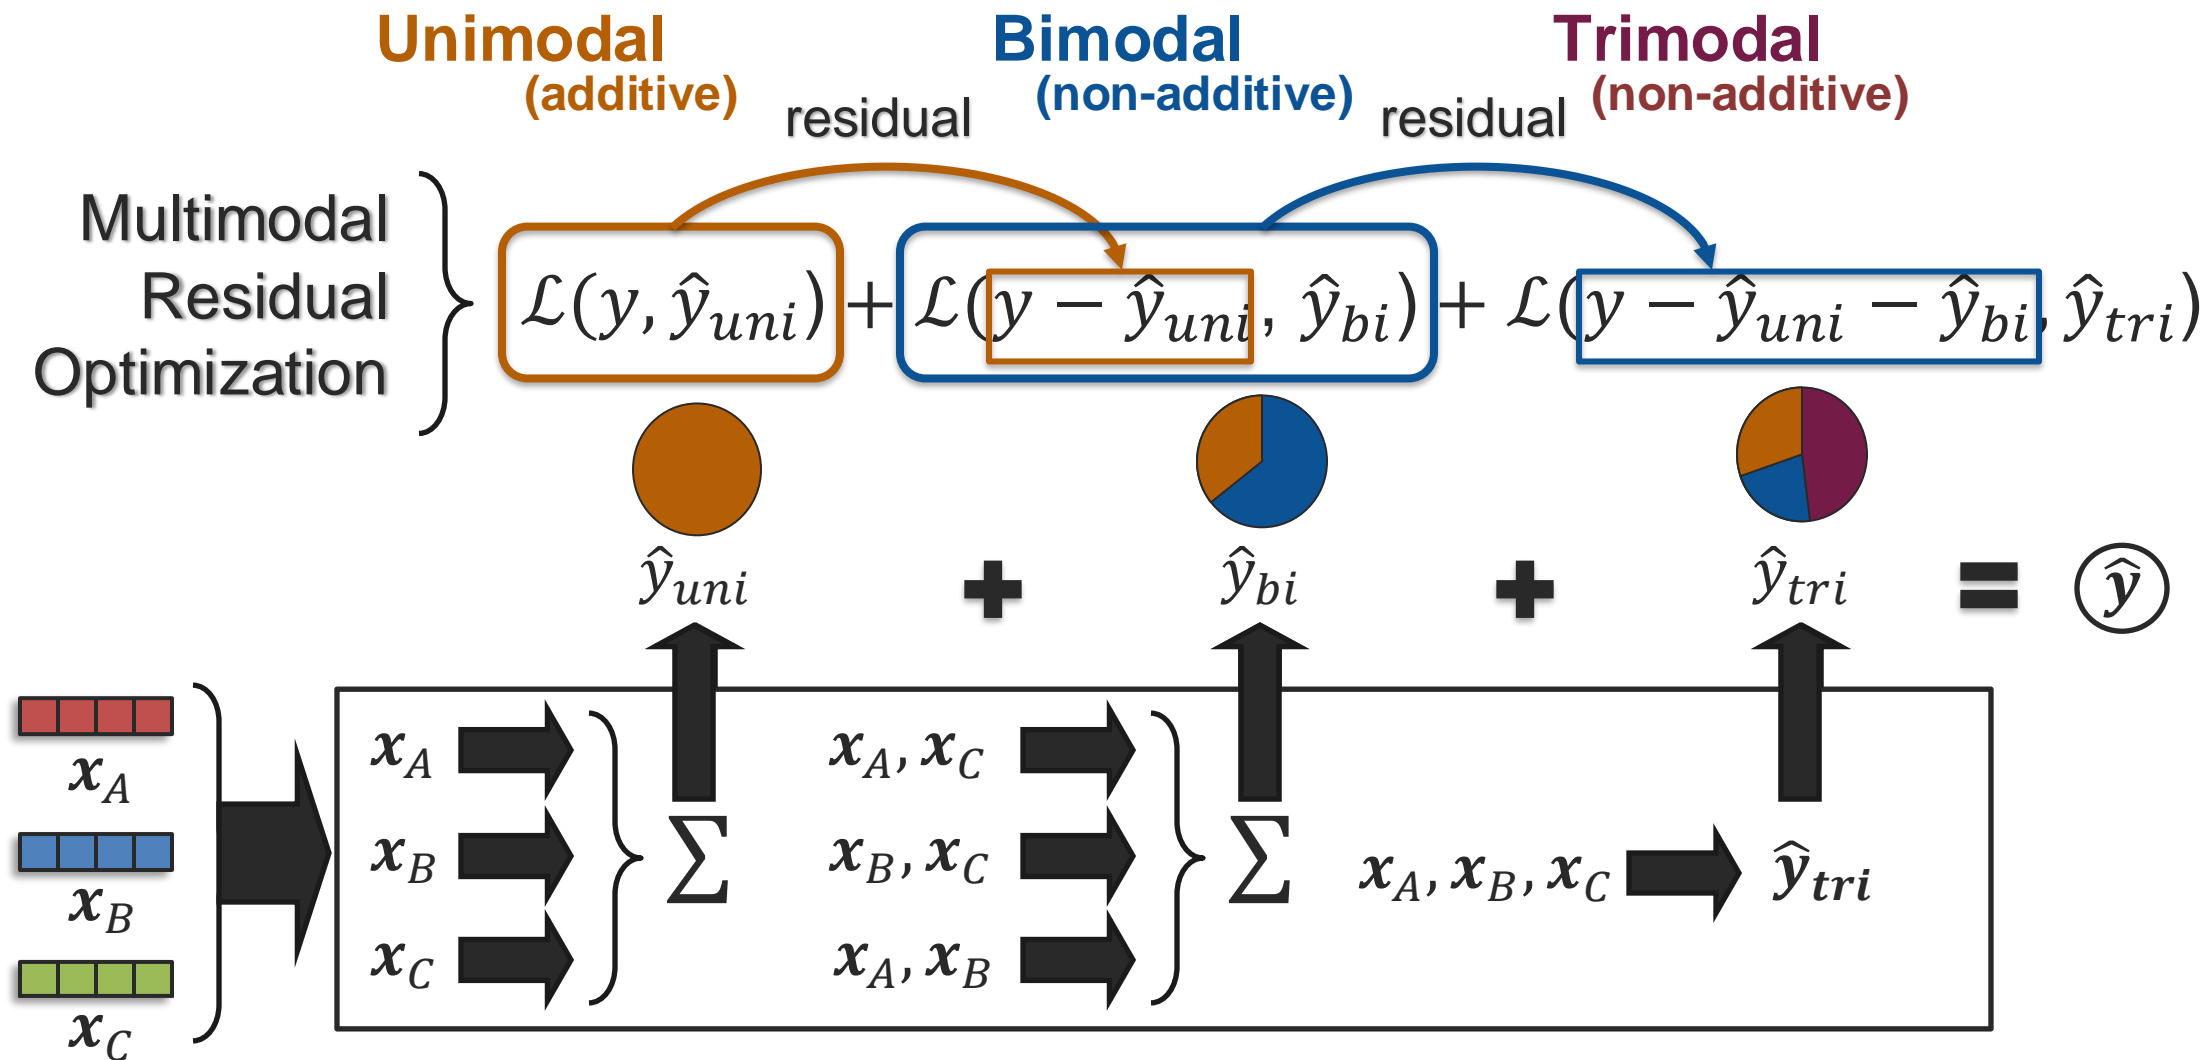 Unimodal
(additive)
Bimodal
(non-additive)
Trimodal
(non-additive)
residual
residual
Multimodal
Residual
Optimization
ℒ(y, ŷ_uni) + ℒ(y − ŷ_uni, ŷ_bi) + ℒ(y − ŷ_uni − ŷ_bi, ŷ_tri)
ŷ_uni + ŷ_bi + ŷ_tri = ŷ
x_A
x_B
x_C
x_A
x_B
x_C
∑
x_A, x_C
x_B, x_C
x_A, x_B
∑
x_A, x_B, x_C
ŷ_tri